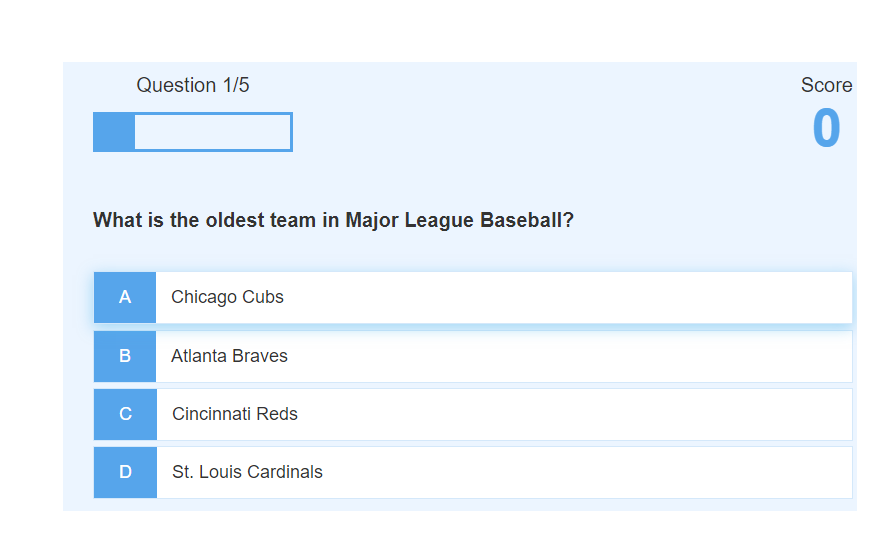 Question 1/5
Score
0
What is the oldest team in Major League Baseball?
A Chicago Cubs
B Atlanta Braves
C Cincinnati Reds
D St. Louis Cardinals